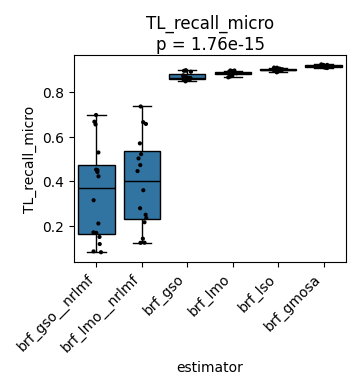 TL_recall_micro
p = 1.76e-15
TL_recall_micro
0.8
0.6
0.4
0.2
brf_gso__nrlmf
brf_lmo__nrlmf
brf_gso
brf_lmo
brf_lso
brf_gmosa
estimator